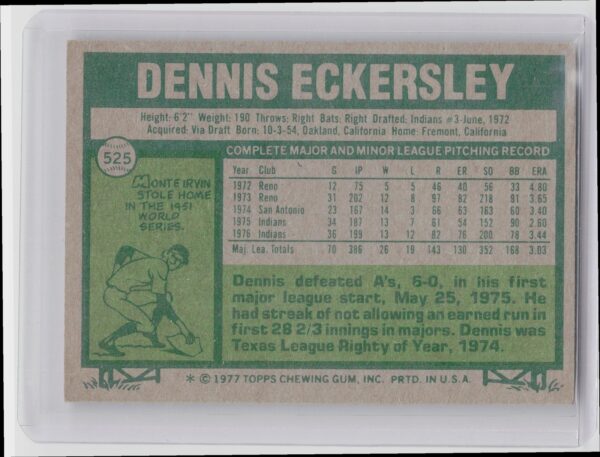 DENNIS ECKERSLEY
Height: 6'2" Weight: 190 Throws: Right Bats: Right Drafted: Indians #3-June, 1972
Acquired: Via Draft Born: 10-3-54, Oakland, California Home: Fremont, California
525
COMPLETE MAJOR AND MINOR LEAGUE PITCHING RECORD
Year Club G IP W L R ER SO BB ERA
1972 Reno 12 75 5 5 46 40 56 33 4.80
1973 Reno 31 202 12 8 97 82 218 91 3.65
1974 San Antonio 23 167 14 3 66 63 163 60 3.40
1975 Indians 34 187 13 7 61 54 152 90 2.60
1976 Indians 36 199 13 12 82 76 200 78 3.44
Maj. Lea. Totals 70 386 26 19 143 130 352 168 3.03
MONTE IRVIN
STOLE HOME
IN THE 1951
WORLD
SERIES.
Dennis defeated A's, 6-0, in his first
major league start, May 25, 1975. He
had streak of not allowing an earned run in
first 28 2/3 innings in majors. Dennis was
Texas League Righty of Year, 1974.
* © 1977 TOPPS CHEWING GUM, INC. PRTD. IN U.S.A.